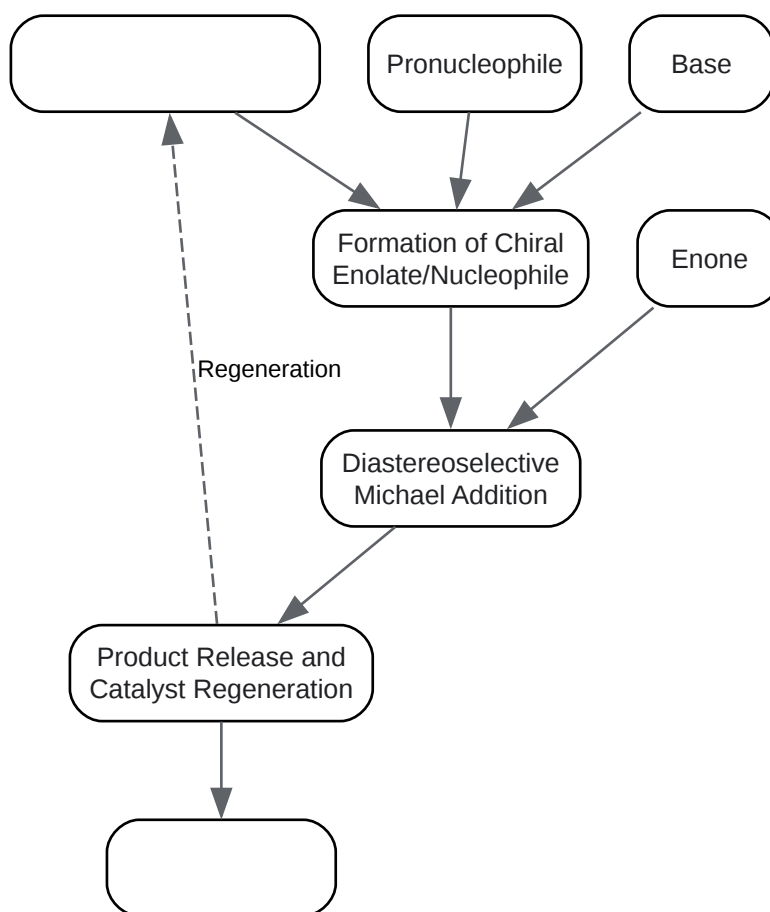 Pronucleophile
Base
Formation of Chiral
Enolate/Nucleophile
Enone
Regeneration
Diastereoselective
Michael Addition
Product Release and
Catalyst Regeneration